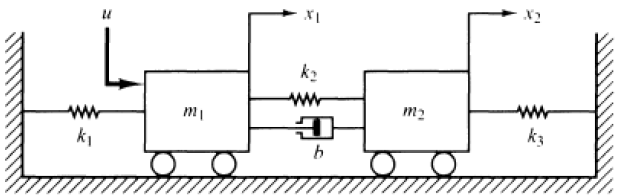 u
x₁
x₂
k₂
m₁
m₂
k₁
b
k₃